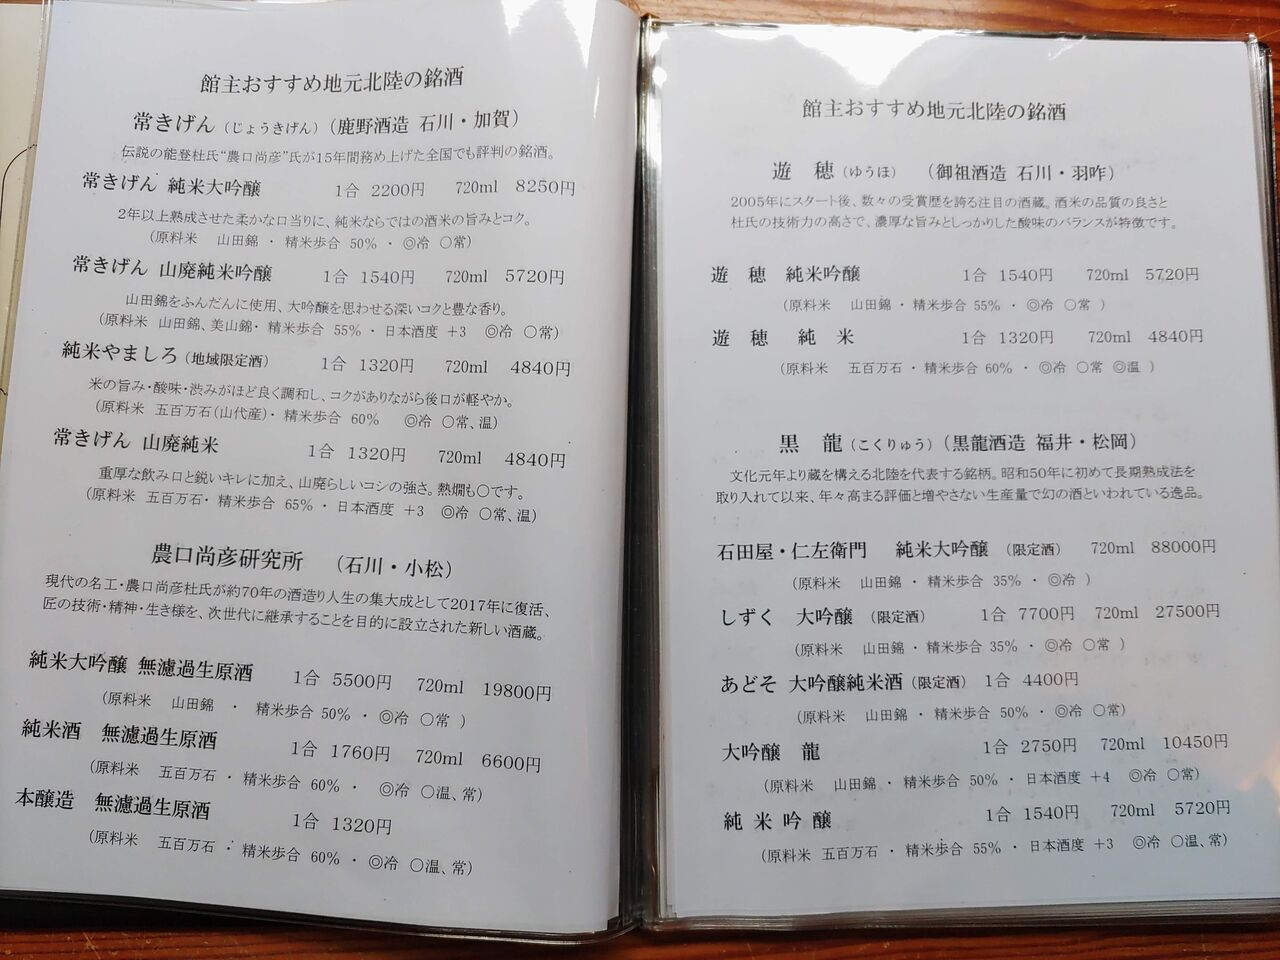 館主おすすめ地元北陸の銘酒
常きげん（じょうきげん）（鹿野酒造 石川・加賀）
伝説の能登杜氏“農口尚彦”氏が15年間務め上げた全国でも評判の銘酒。
常きげん 純米大吟醸 1合 2200円 720ml 8250円
2年以上熟成させた柔かな口当りに、純米ならではの酒米の旨みとコク。
（原料米 山田錦 ・ 精米歩合 50% ・ ◎冷 〇常）
常きげん 山廃純米吟醸 1合 1540円 720ml 5720円
山田錦をふんだんに使用、大吟醸を思わせる深いコクと豊な香り。
（原料米 山田錦、美山錦・ 精米歩合 55% ・ 日本酒度 +3 ◎冷 〇常）
純米やましろ（地域限定酒） 1合 1320円 720ml 4840円
米の旨み・酸味・渋みがほど良く調和し、コクがありながら後口が軽やか。
（原料米 五百万石（山代産）・ 精米歩合 60% ◎冷 〇常、温）
常きげん 山廃純米 1合 1320円 720ml 4840円
重厚な飲み口と鋭いキレに加え、山廃らしいコシの強さ。熱燗も〇です。
（原料米 五百万石・ 精米歩合 65% ・ 日本酒度 +3 ◎冷 〇常、温）
農口尚彦研究所 （石川・小松）
現代の名工・農口尚彦杜氏が約70年の酒造り人生の集大成として2017年に復活、
匠の技術・精神・生き様を、次世代に継承することを目的に設立された新しい酒蔵。
純米大吟醸 無濾過生原酒 1合 5500円 720ml 19800円
（原料米 山田錦 ・ 精米歩合 50% ・ ◎冷 〇常 ）
純米酒 無濾過生原酒 1合 1760円 720ml 6600円
（原料米 五百万石 ・ 精米歩合 60% ・ ◎冷 〇温、常）
本醸造 無濾過生原酒 1合 1320円
（原料米 五百万石 ・ 精米歩合 60% ・ ◎冷 〇温、常）
館主おすすめ地元北陸の銘酒
遊 穂（ゆうほ） （御祖酒造 石川・羽咋）
2005年にスタート後、数々の受賞歴を誇る注目の酒蔵。酒米の品質の良さと
杜氏の技術力の高さで、濃厚な旨みとしっかりした酸味のバランスが特徴です。
遊 穂 純米吟醸 1合 1540円 720ml 5720円
（原料米 山田錦 ・ 精米歩合 55% ・ ◎冷 〇常 ）
遊 穂 純 米 1合 1320円 720ml 4840円
（原料米 五百万石 ・ 精米歩合 60% ・ ◎冷 〇常 ◎温 ）
黒 龍（こくりゅう）（黒龍酒造 福井・松岡）
文化元年より蔵を構える北陸を代表する銘柄。昭和50年に初めて長期熟成法を
取り入れて以来、年々高まる評価と増やさない生産量で幻の酒といわれている逸品。
石田屋・仁左衛門 純米大吟醸 （限定酒） 720ml 88000円
（原料米 山田錦 ・ 精米歩合 35% ・ ◎冷 ）
しずく 大吟醸 （限定酒） 1合 7700円 720ml 27500円
（原料米 山田錦 ・ 精米歩合 35% ・ ◎冷 〇常 ）
あどそ 大吟醸純米酒（限定酒） 1合 4400円
（原料米 山田錦 ・ 精米歩合 50% ・ ◎冷 〇常）
大吟醸 龍 1合 2750円 720ml 10450円
（原料米 山田錦 ・ 精米歩合 50% ・ 日本酒度 +4 ◎冷 〇常）
純 米 吟 醸 1合 1540円 720ml 5720円
（原料米 五百万石 ・ 精米歩合 55% ・ 日本酒度 +3 ◎冷 〇常）